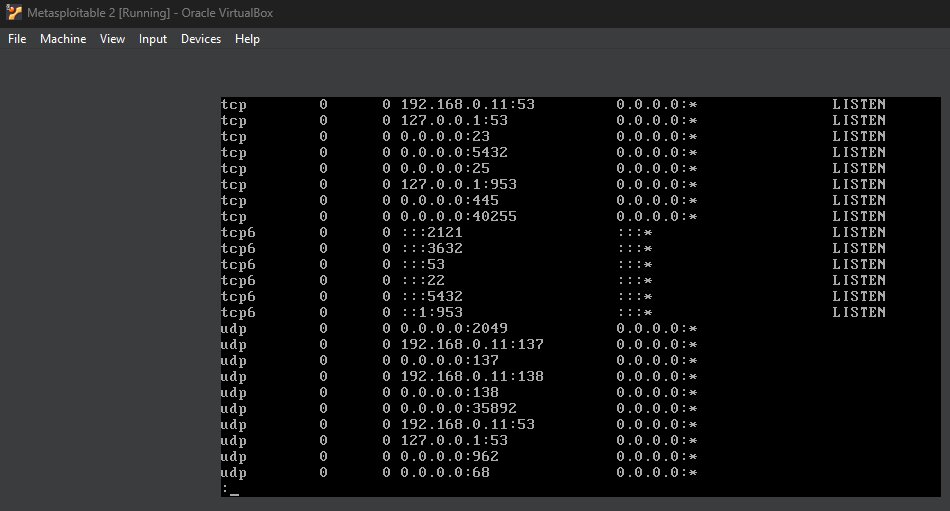 Metasploitable 2 [Running] - Oracle VirtualBox
File Machine View Input Devices Help
tcp 0 0 192.168.0.11:53 0.0.0.0:* LISTEN
tcp 0 0 127.0.0.1:53 0.0.0.0:* LISTEN
tcp 0 0 0.0.0.0:23 0.0.0.0:* LISTEN
tcp 0 0 0.0.0.0:5432 0.0.0.0:* LISTEN
tcp 0 0 0.0.0.0:25 0.0.0.0:* LISTEN
tcp 0 0 127.0.0.1:953 0.0.0.0:* LISTEN
tcp 0 0 0.0.0.0:445 0.0.0.0:* LISTEN
tcp 0 0 0.0.0.0:40255 0.0.0.0:* LISTEN
tcp6 0 0 :::2121 :::* LISTEN
tcp6 0 0 :::3632 :::* LISTEN
tcp6 0 0 :::53 :::* LISTEN
tcp6 0 0 :::22 :::* LISTEN
tcp6 0 0 :::5432 :::* LISTEN
tcp6 0 0 ::1:953 :::* LISTEN
udp 0 0 0.0.0.0:2049 0.0.0.0:*
udp 0 0 192.168.0.11:137 0.0.0.0:*
udp 0 0 0.0.0.0:137 0.0.0.0:*
udp 0 0 192.168.0.11:138 0.0.0.0:*
udp 0 0 0.0.0.0:138 0.0.0.0:*
udp 0 0 0.0.0.0:35892 0.0.0.0:*
udp 0 0 192.168.0.11:53 0.0.0.0:*
udp 0 0 127.0.0.1:53 0.0.0.0:*
udp 0 0 0.0.0.0:962 0.0.0.0:*
udp 0 0 0.0.0.0:68 0.0.0.0:*
:_